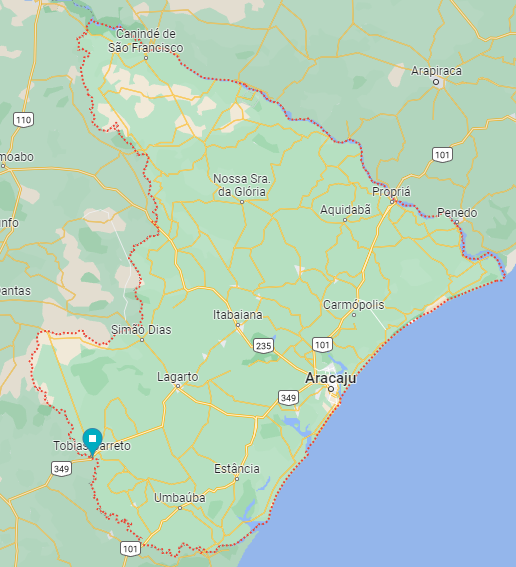 Canindé de
São Francisco
Arapiraca
110
101
moabo
Nossa Sra.
da Glória
Propriá
Aquidabã
Penedo
info
antas
Itabaiana
Carmópolis
Simão Dias
235
101
Lagarto
Aracaju
349
Tobias Barreto
349
Estância
Umbaúba
101